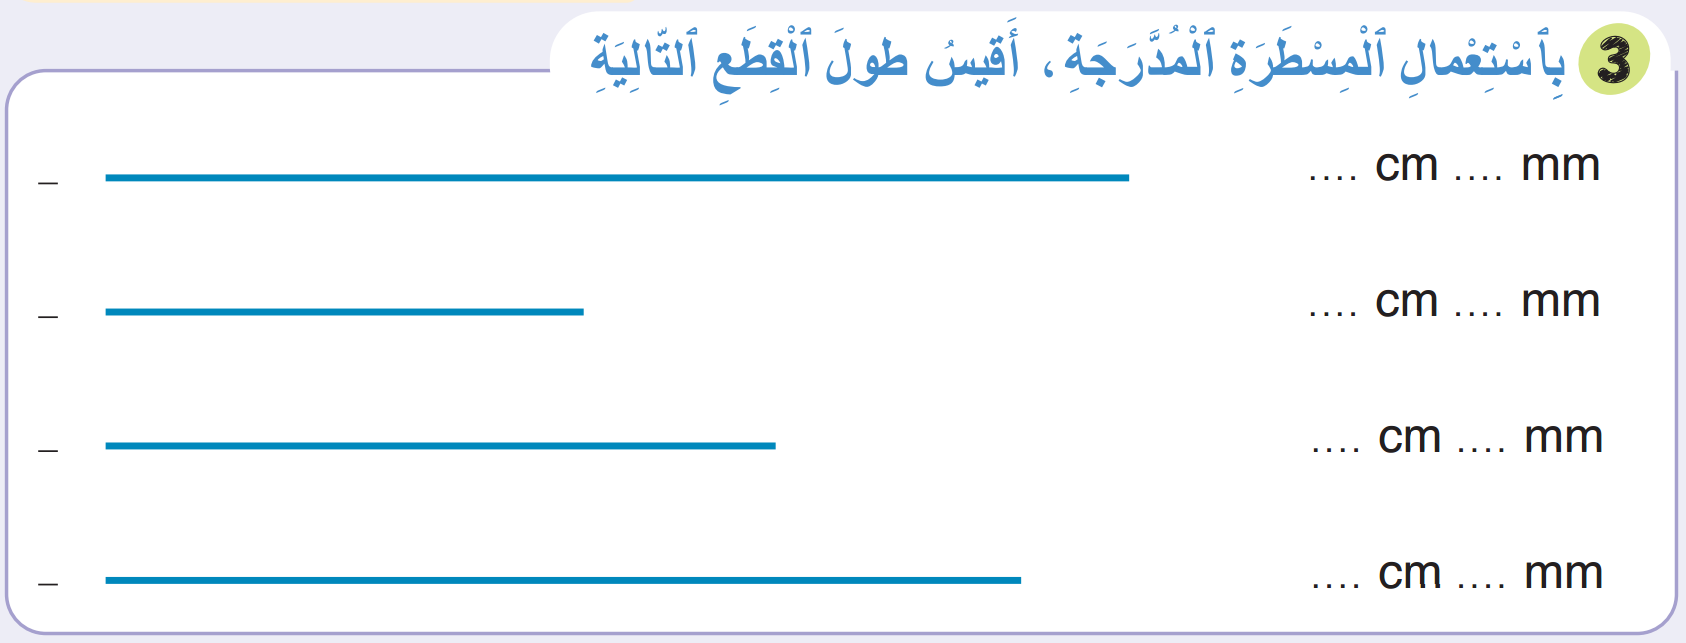 3 بِٱسْتِعْمالِ ٱلْمِسْطَرَةِ ٱلْمُدَّرَجَةِ ، أَقيسُ طولَ ٱلْقِطَعِ ٱلتّالِيَةِ
– .... cm .... mm
– .... cm .... mm
– .... cm .... mm
– .... cm .... mm